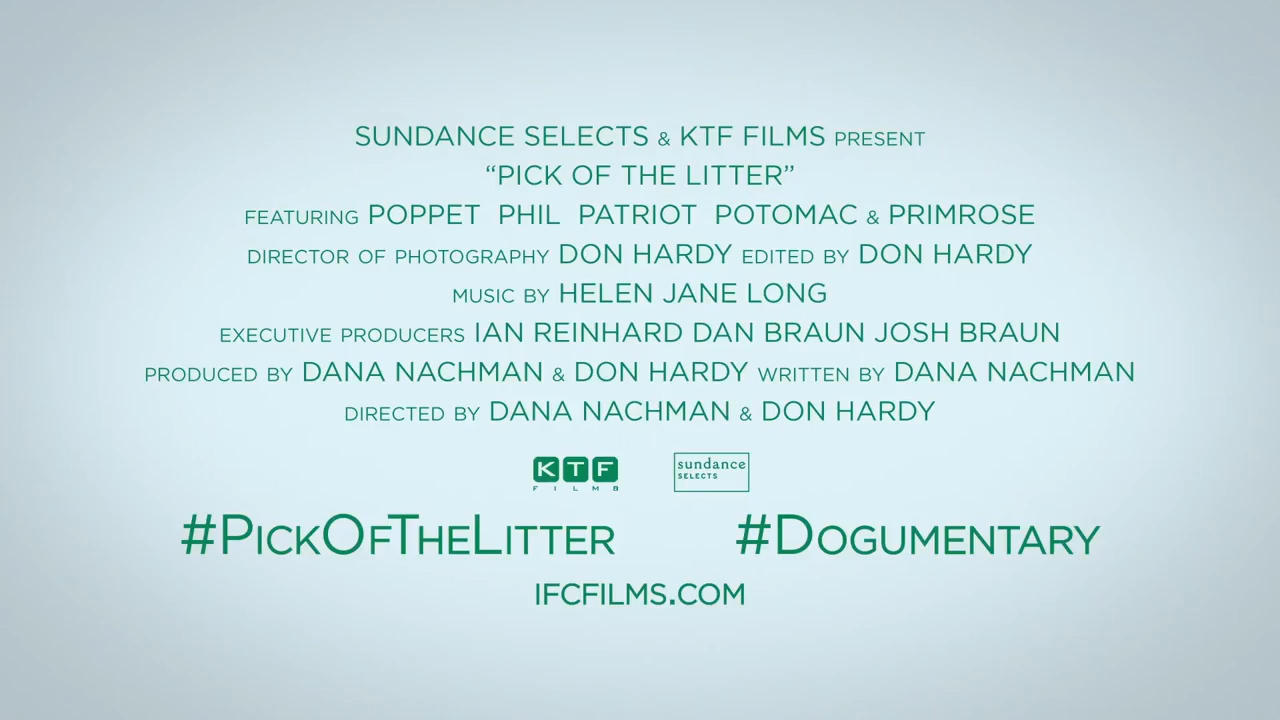 SUNDANCE SELECTS & KTF FILMS PRESENT
“PICK OF THE LITTER”
FEATURING POPPET PHIL PATRIOT POTOMAC & PRIMROSE
DIRECTOR OF PHOTOGRAPHY DON HARDY EDITED BY DON HARDY
MUSIC BY HELEN JANE LONG
EXECUTIVE PRODUCERS IAN REINHARD DAN BRAUN JOSH BRAUN
PRODUCED BY DANA NACHMAN & DON HARDY WRITTEN BY DANA NACHMAN
DIRECTED BY DANA NACHMAN & DON HARDY
KTF
FILMS
sundance
SELECTS
#PICKOFTHELITTER #DOGUMENTARY
IFCFILMS.COM